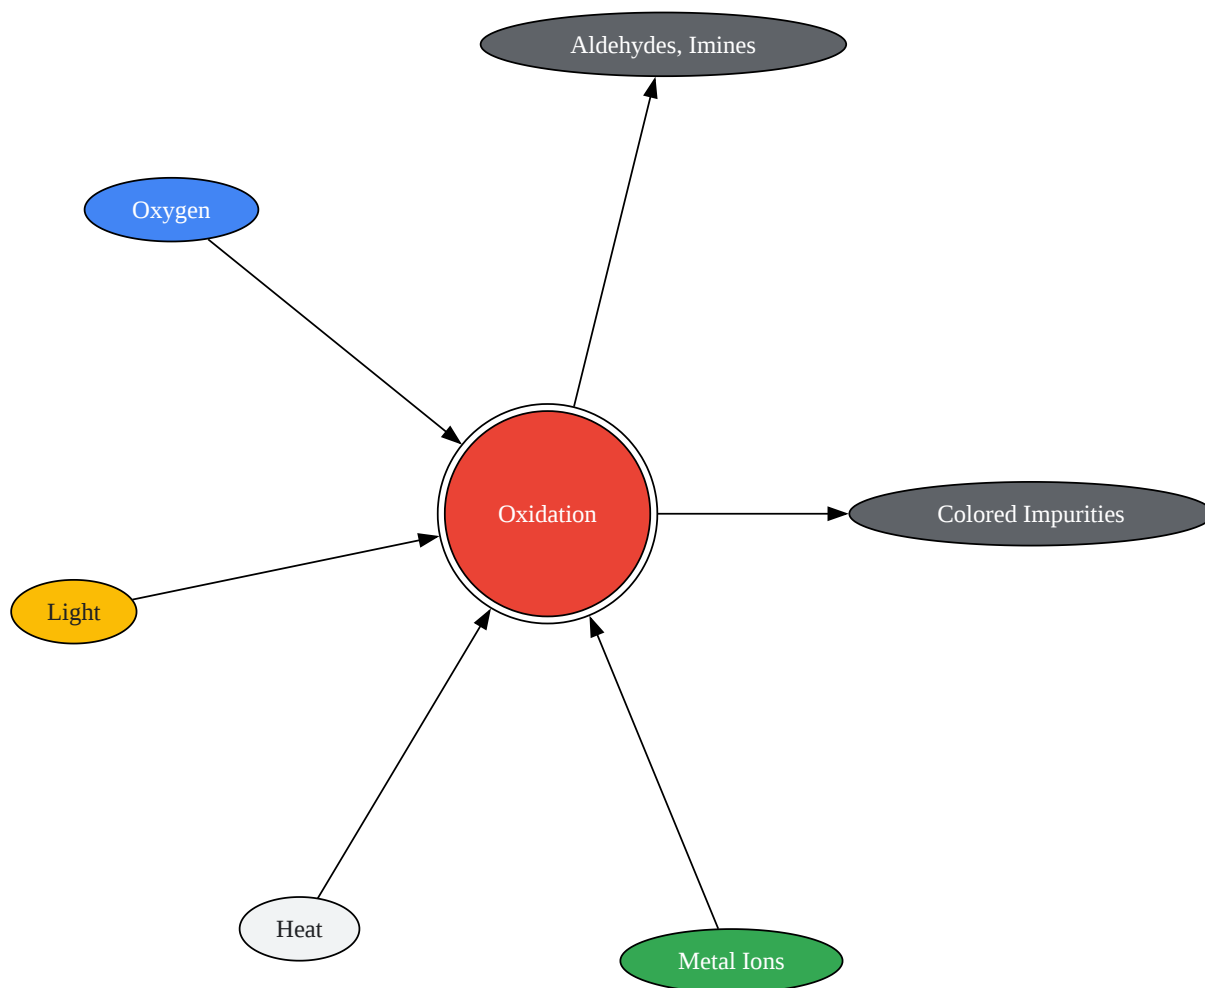 Aldehydes, Imines
Oxygen
Oxidation
Colored Impurities
Light
Heat
Metal Ions